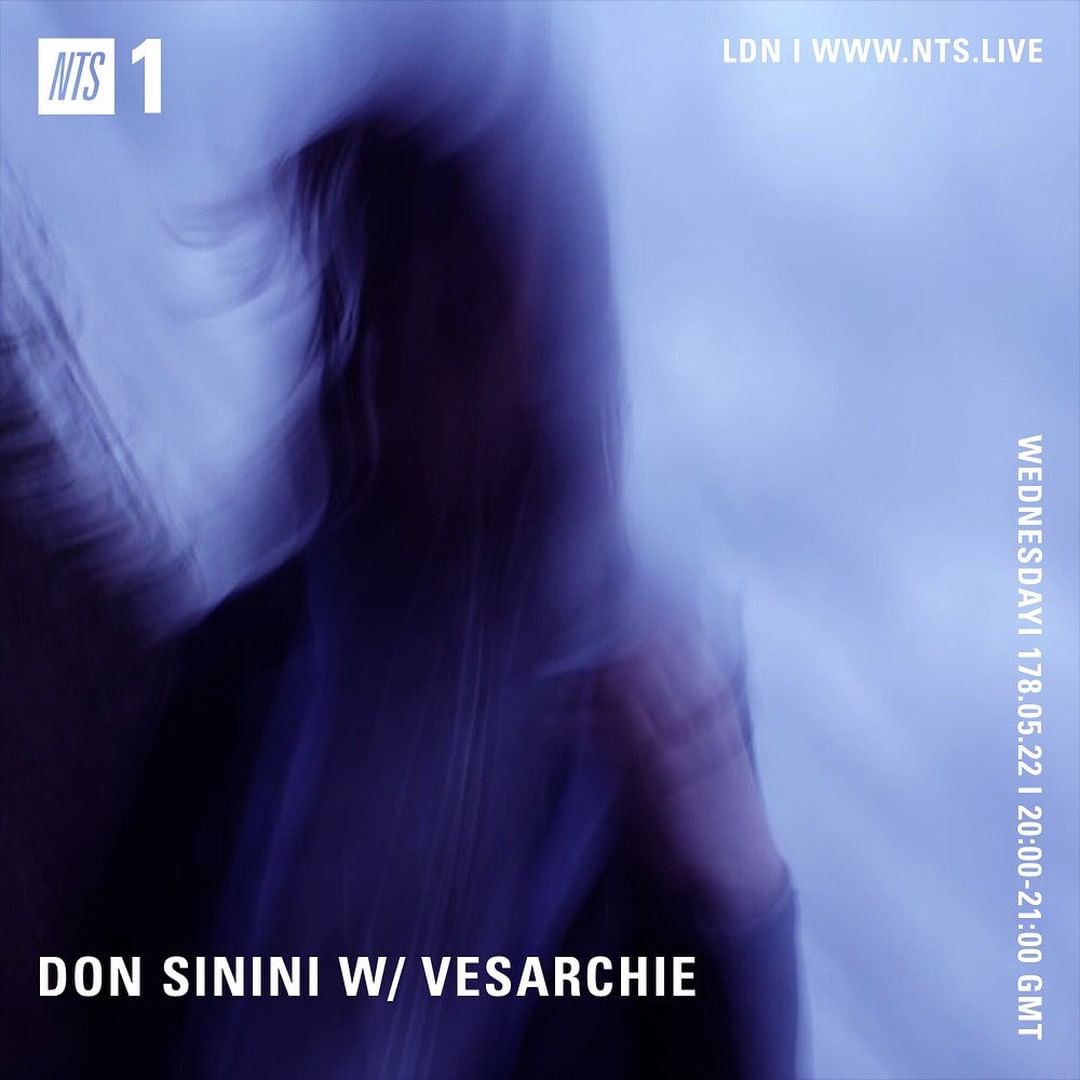 NTS 1
LDN I WWW.NTS.LIVE
WEDNESDAYI 178.05.22 I 20:00-21:00 GMT
DON SININI W/ VESARCHIE